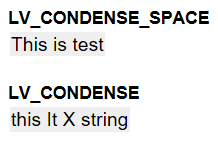 LV_CONDENSE_SPACE
This is test
LV_CONDENSE
this It X string